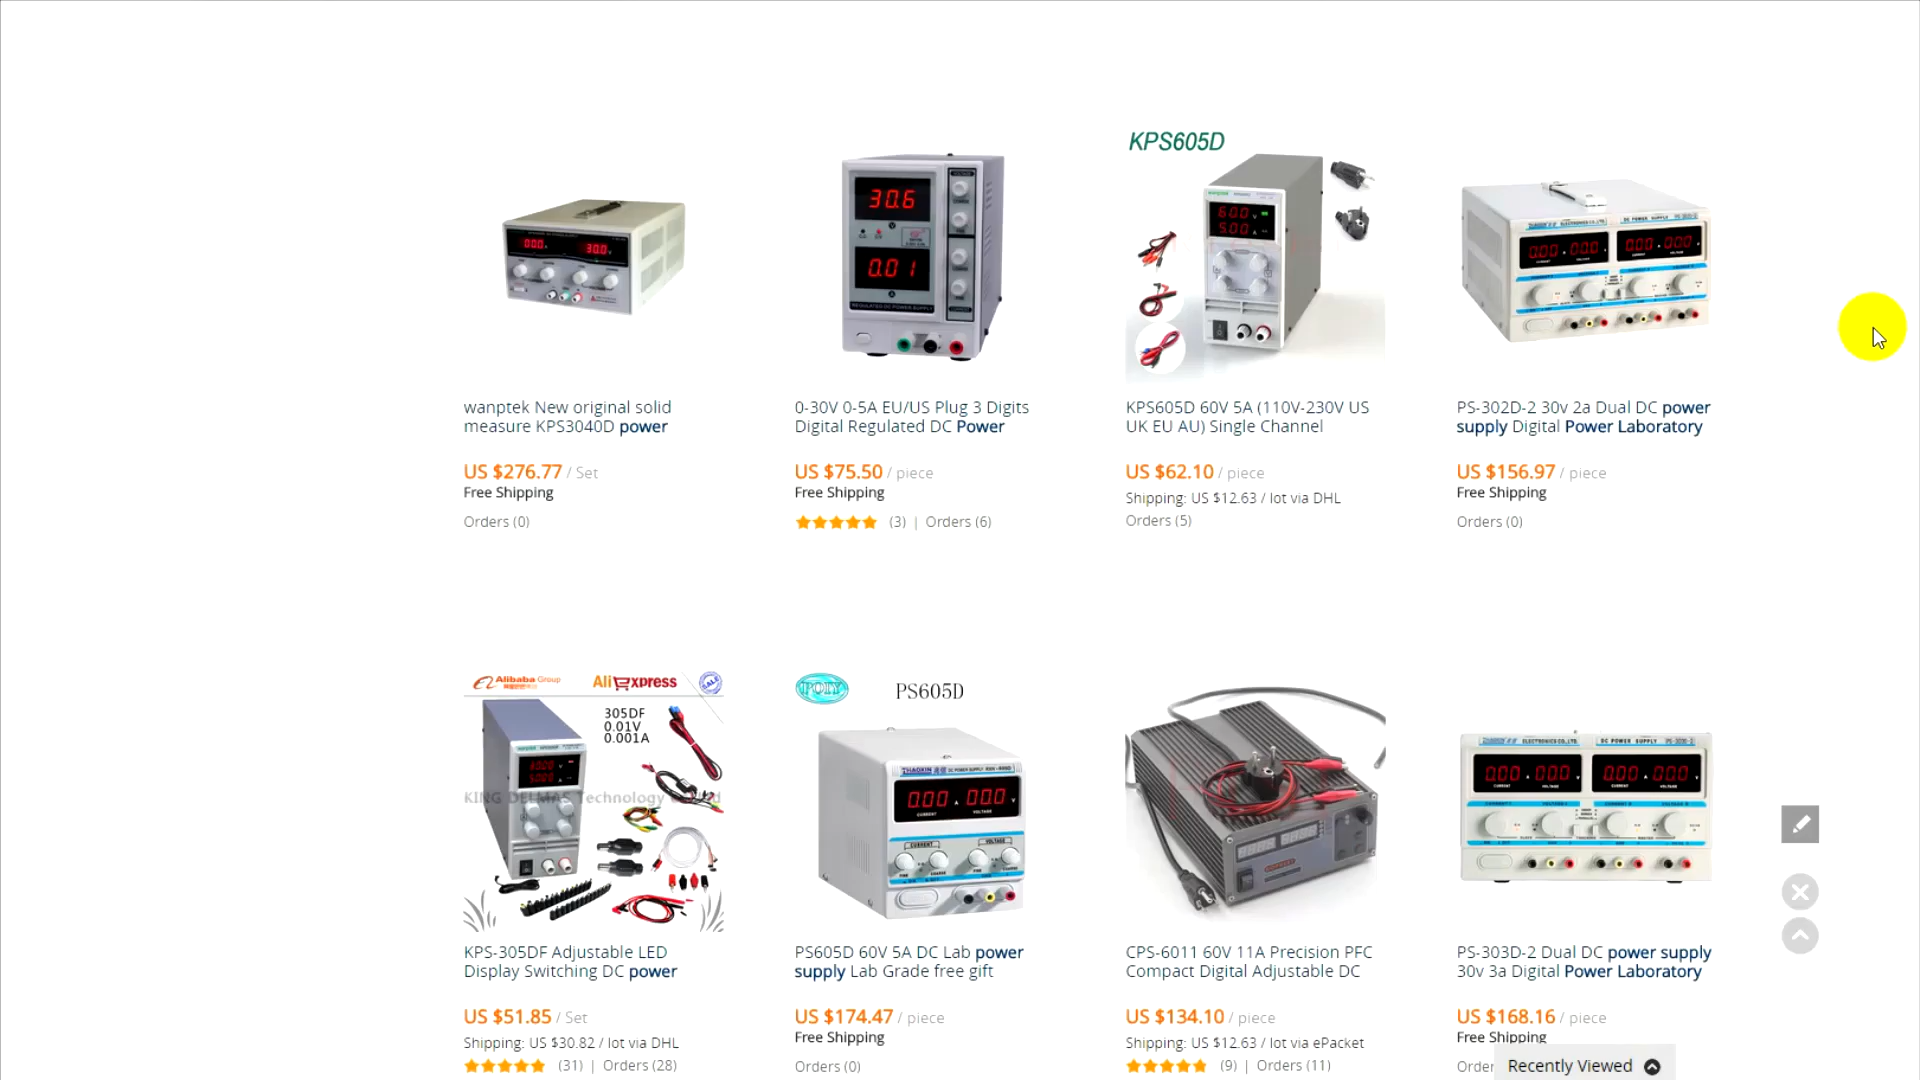 KPS605D
30.6
0.01
wanptek New original solid
measure KPS3040D power
US $276.77 / Set
Free Shipping
Orders (0)
0-30V 0-5A EU/US Plug 3 Digits
Digital Regulated DC Power
US $75.50 / piece
Free Shipping
(3) | Orders (6)
KPS605D 60V 5A (110V-230V US
UK EU AU) Single Channel
US $62.10 / piece
Shipping: US $12.63 / lot via DHL
Orders (5)
PS-302D-2 30v 2a Dual DC power
supply Digital Power Laboratory
US $156.97 / piece
Free Shipping
Orders (0)
Alibaba Group
AliExpress
SALE
305DF
0.01V
0.001A
POIY
PS605D
KPS-305DF Adjustable LED
Display Switching DC power
US $51.85 / Set
Shipping: US $30.82 / lot via DHL
(31) | Orders (28)
PS605D 60V 5A DC Lab power
supply Lab Grade free gift
US $174.47 / piece
Free Shipping
Orders (0)
CPS-6011 60V 11A Precision PFC
Compact Digital Adjustable DC
US $134.10 / piece
Shipping: US $12.63 / lot via ePacket
(9) | Orders (11)
PS-303D-2 Dual DC power supply
30v 3a Digital Power Laboratory
US $168.16 / piece
Free Shipping
Recently Viewed